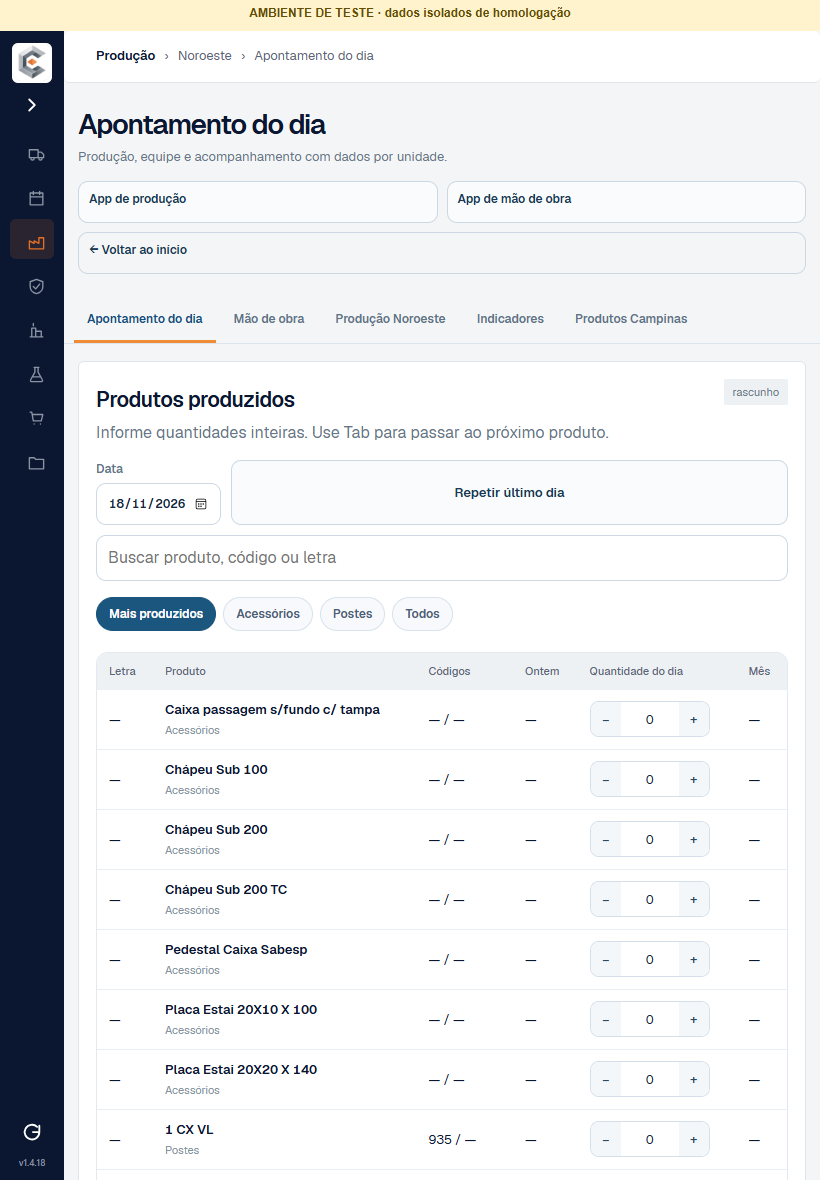 AMBIENTE DE TESTE · dados isolados de homologação
Produção › Noroeste › Apontamento do dia
Apontamento do dia
Produção, equipe e acompanhamento com dados por unidade.
App de produção
App de mão de obra
← Voltar ao início
Apontamento do dia
Mão de obra
Produção Noroeste
Indicadores
Produtos Campinas
Produtos produzidos
rascunho
Informe quantidades inteiras. Use Tab para passar ao próximo produto.
Data
18/11/2026
Repetir último dia
Buscar produto, código ou letra
Mais produzidos
Acessórios
Postes
Todos
Letra Produto Códigos Ontem Quantidade do dia Mês
— Caixa passagem s/fundo c/ tampa — / — — − 0 + —
Acessórios
— Chápeu Sub 100 — / — — − 0 + —
Acessórios
— Chápeu Sub 200 — / — — − 0 + —
Acessórios
— Chápeu Sub 200 TC — / — — − 0 + —
Acessórios
— Pedestal Caixa Sabesp — / — — − 0 + —
Acessórios
— Placa Estai 20X10 X 100 — / — — − 0 + —
Acessórios
— Placa Estai 20X20 X 140 — / — — − 0 + —
Acessórios
— 1 CX VL 935 / — — − 0 + —
Postes
v1.4.18